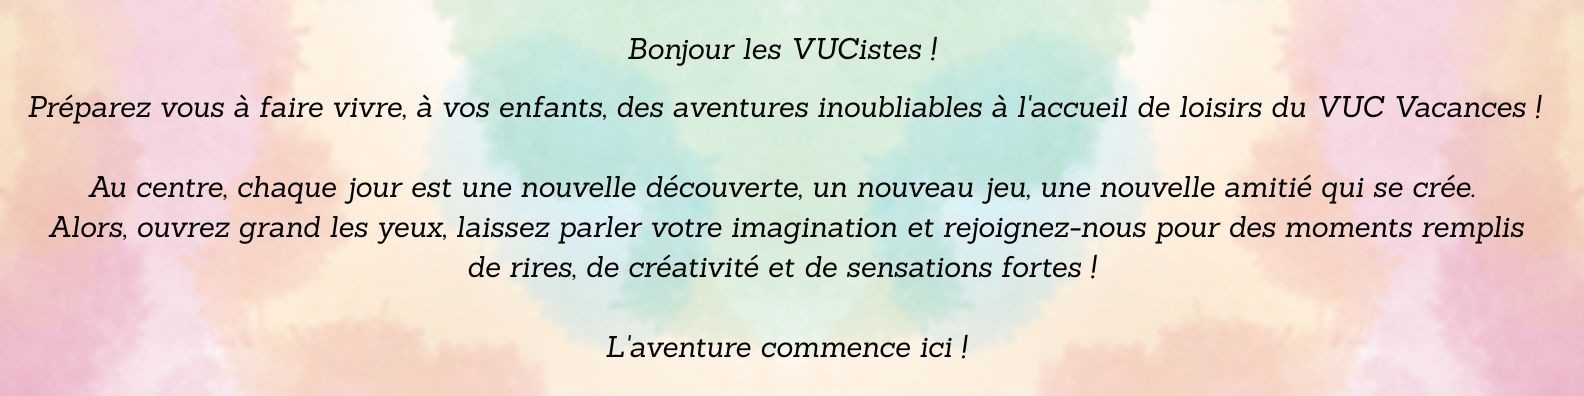 Bonjour les VUCistes !
Préparez vous à faire vivre, à vos enfants, des aventures inoubliables à l'accueil de loisirs du VUC Vacances !
Au centre, chaque jour est une nouvelle découverte, un nouveau jeu, une nouvelle amitié qui se crée.
Alors, ouvrez grand les yeux, laissez parler votre imagination et rejoignez-nous pour des moments remplis
de rires, de créativité et de sensations fortes !
L'aventure commence ici !